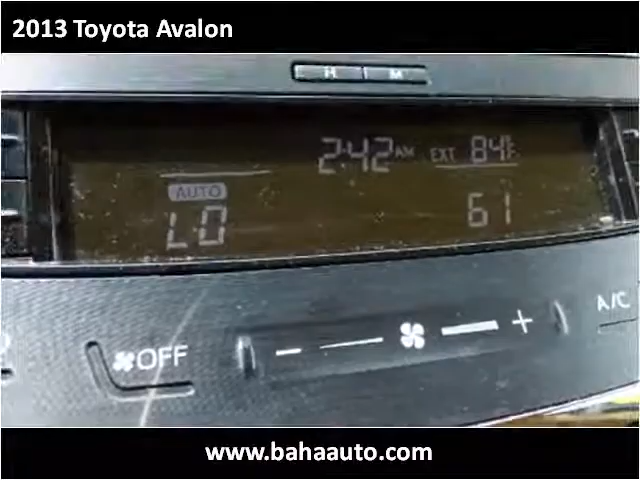 2013 Toyota Avalon
H I M
2:42 AM EXT 84°F
AUTO
LO 61
OFF - + A/C
www.bahaauto.com